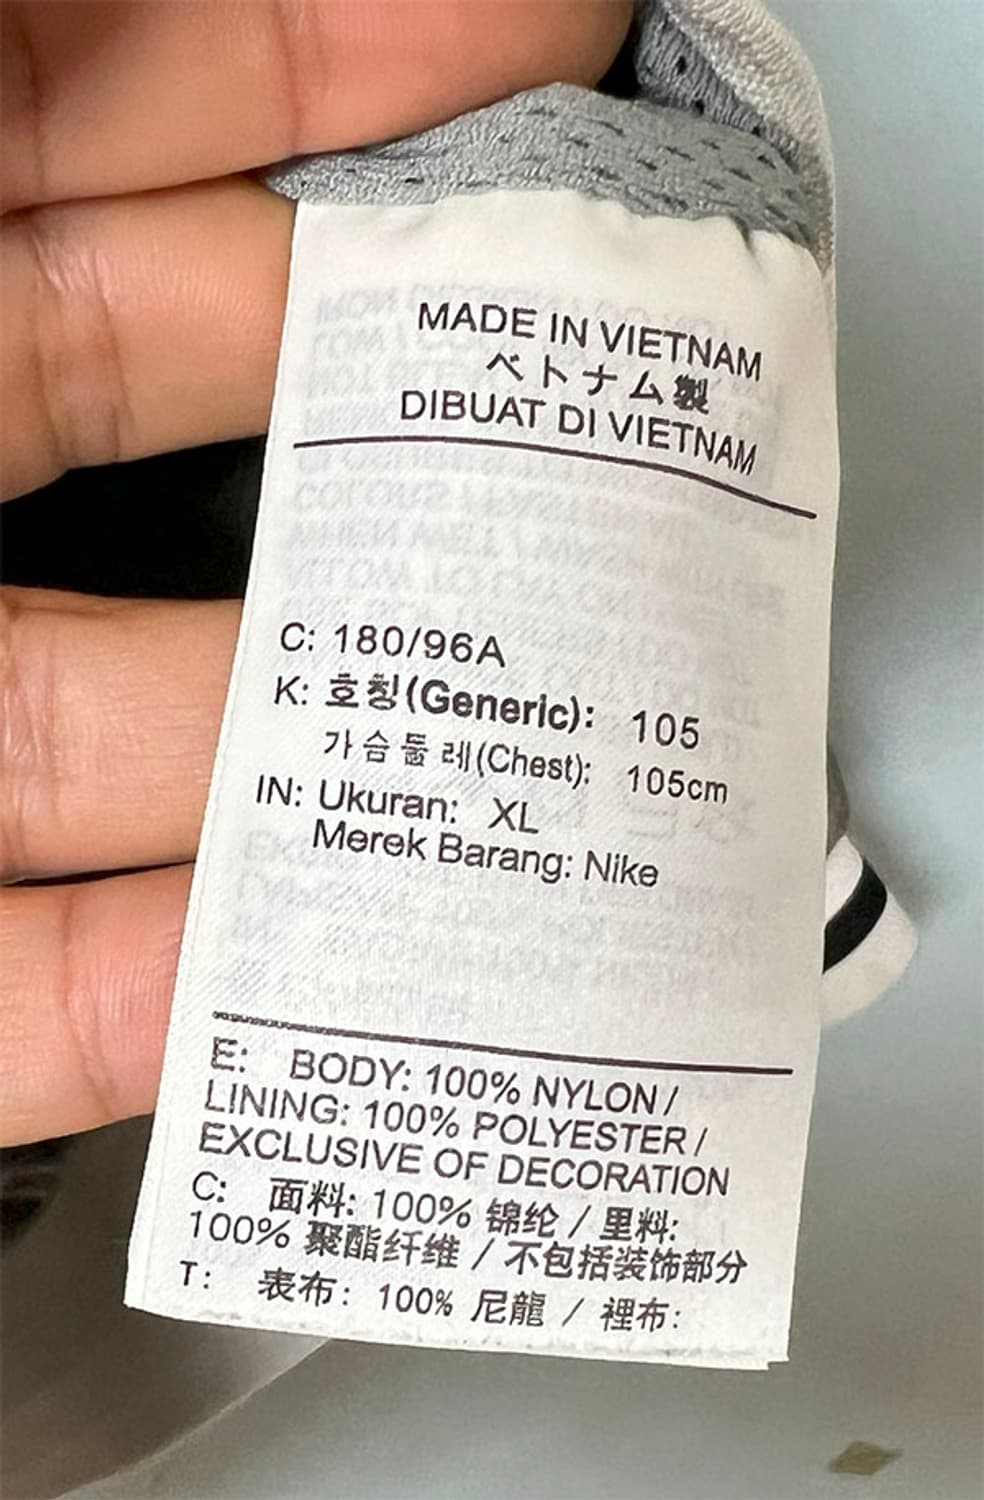 MADE IN VIETNAM
ベトナム製
DIBUAT DI VIETNAM
C: 180/96A
K: 호칭(Generic): 105
가슴둘레(Chest): 105cm
IN: Ukuran: XL
Merek Barang: Nike
E: BODY: 100% NYLON /
LINING: 100% POLYESTER /
EXCLUSIVE OF DECORATION
C: 面料: 100% 锦纶 / 里料:
100% 聚酯纤维 / 不包括装饰部分
T: 表布: 100% 尼龍 / 裡布: